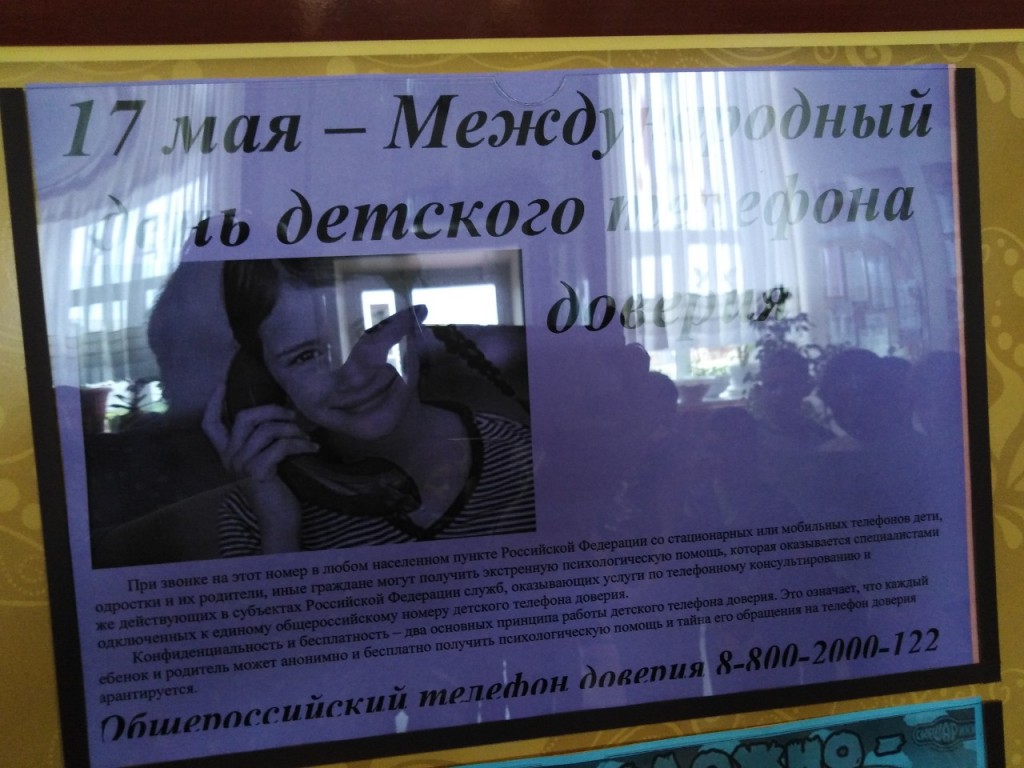 17 мая – Международный
день детского телефона
доверия
При звонке на этот номер в любом населенном пункте Российской Федерации со стационарных или мобильных телефонов дети,
одростки и их родители, иные граждане могут получить экстренную психологическую помощь, которая оказывается специалистами
же действующих в субъектах Российской Федерации служб, оказывающих услуги по телефонному консультированию и
одключенных к единому общероссийскому номеру детского телефона доверия.
Конфиденциальность и бесплатность – два основных принципа работы детского телефона доверия. Это означает, что каждый
ебенок и родитель может анонимно и бесплатно получить психологическую помощь и тайна его обращения на телефон доверия
арантируется.
Общероссийский телефон доверия 8-800-2000-122